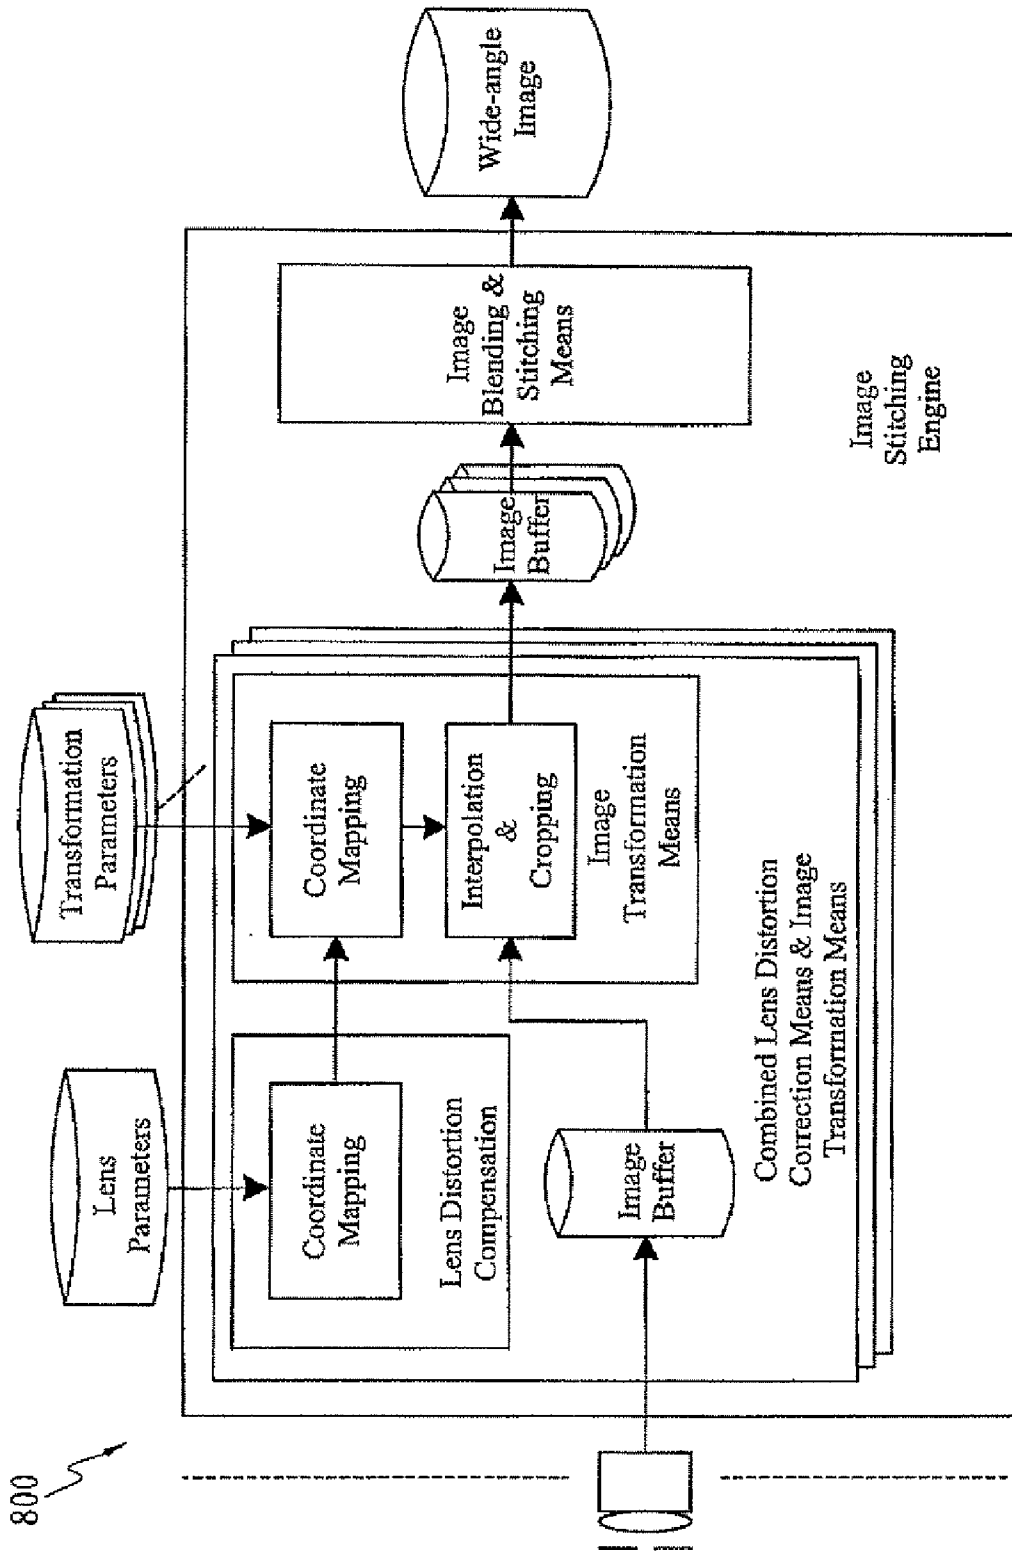 800
Lens
Parameters
Transformation
Parameters
Coordinate
Mapping
Lens Distortion
Compensation
Coordinate
Mapping
Interpolation
&
Cropping
Image
Transformation
Means
Image
Buffer
Combined Lens Distortion
Correction Means & Image
Transformation Means
Image
Buffer
Image
Blending &
Stitching
Means
Image
Stitching
Engine
Wide-angle
Image